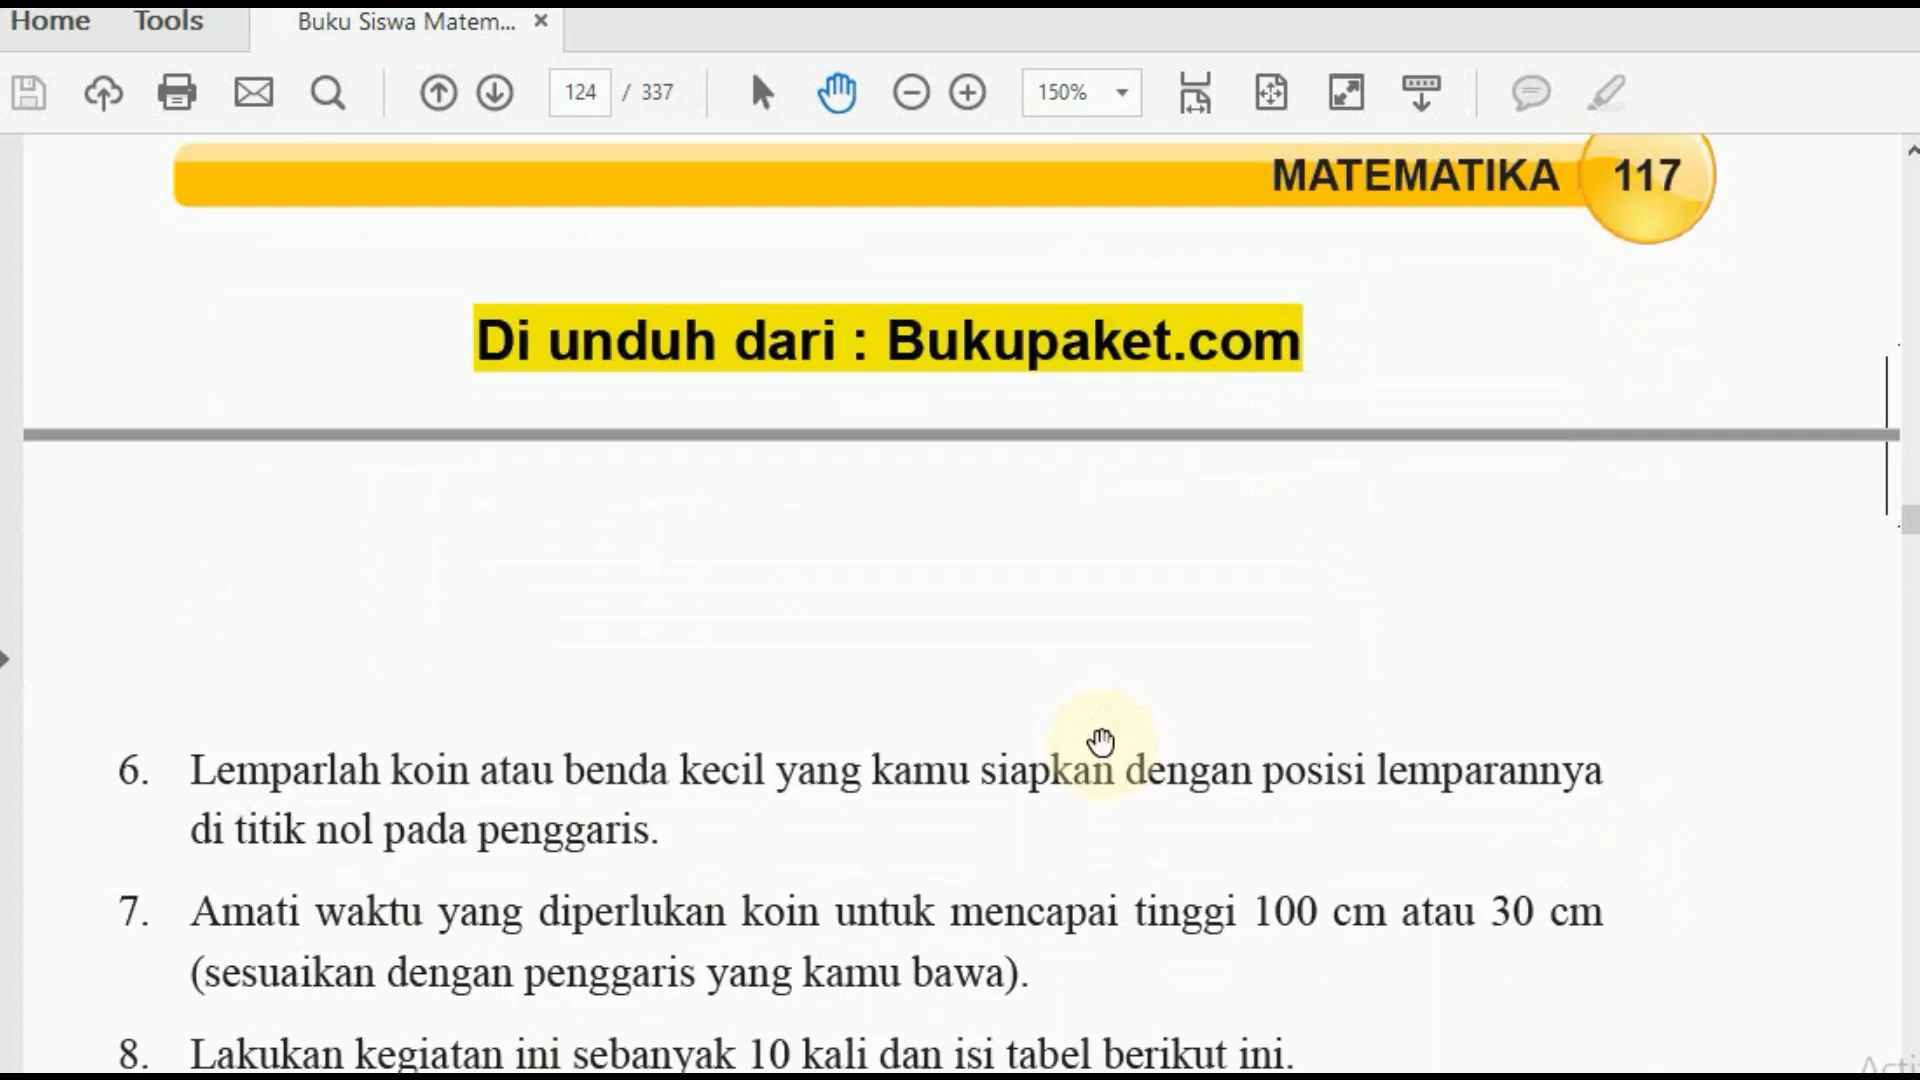 Home Tools Buku Siswa Matem... ×
124 / 337 150%
MATEMATIKA 117
Di unduh dari : Bukupaket.com
6. Lemparlah koin atau benda kecil yang kamu siapkan dengan posisi lemparannya
di titik nol pada penggaris.
7. Amati waktu yang diperlukan koin untuk mencapai tinggi 100 cm atau 30 cm
(sesuaikan dengan penggaris yang kamu bawa).
8. Lakukan kegiatan ini sebanyak 10 kali dan isi tabel berikut ini.